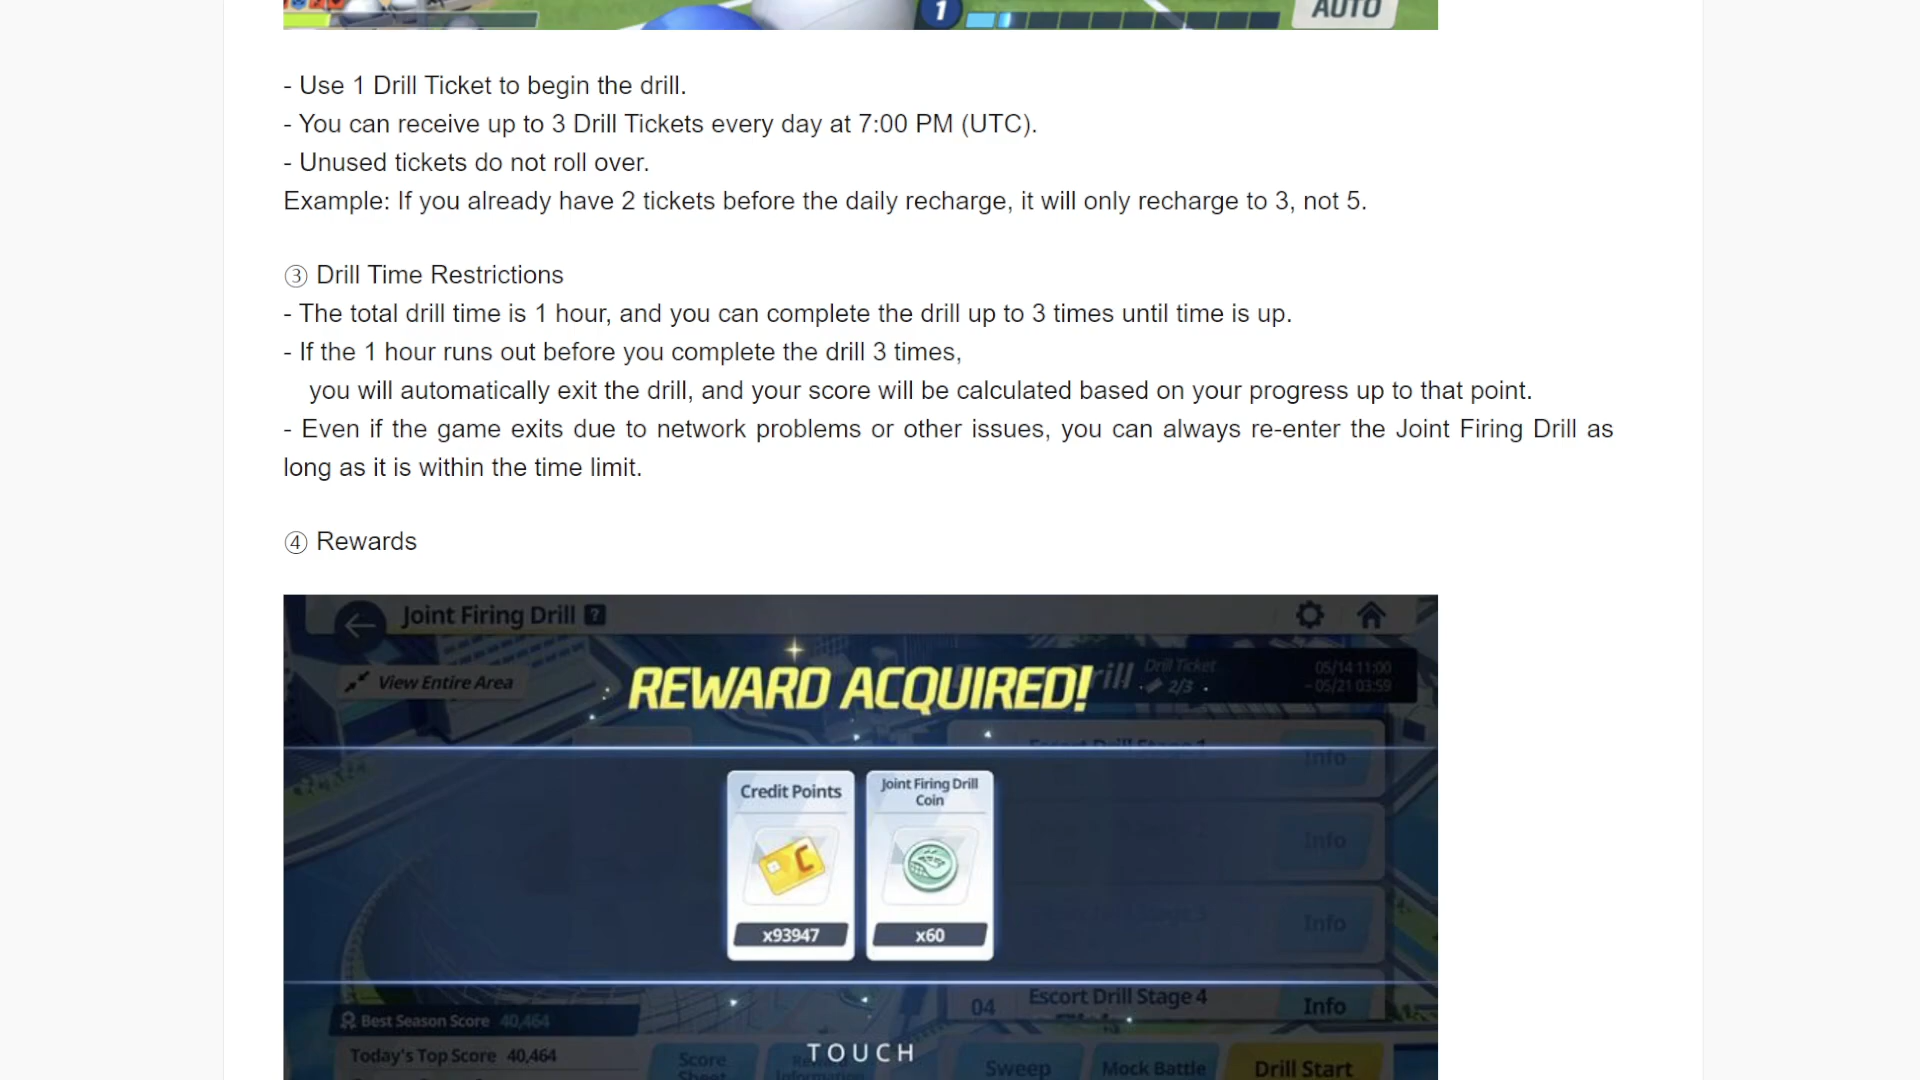 1
AUTO
- Use 1 Drill Ticket to begin the drill.
- You can receive up to 3 Drill Tickets every day at 7:00 PM (UTC).
- Unused tickets do not roll over.
Example: If you already have 2 tickets before the daily recharge, it will only recharge to 3, not 5.
③ Drill Time Restrictions
- The total drill time is 1 hour, and you can complete the drill up to 3 times until time is up.
- If the 1 hour runs out before you complete the drill 3 times,
you will automatically exit the drill, and your score will be calculated based on your progress up to that point.
- Even if the game exits due to network problems or other issues, you can always re-enter the Joint Firing Drill as
long as it is within the time limit.
④ Rewards
Joint Firing Drill ?
View Entire Area
REWARD ACQUIRED!
Drill Ticket
2/3
05/14 11:00
~ 05/21 03:59
Info
Credit Points
Joint Firing Drill
Coin
Info
Info
x93947
x60
04 Escort Drill Stage 4 Info
Best Season Score 40,464
Today's Top Score 40,464
TOUCH
Score
Sheet
Information
Sweep
Mock Battle
Drill Start